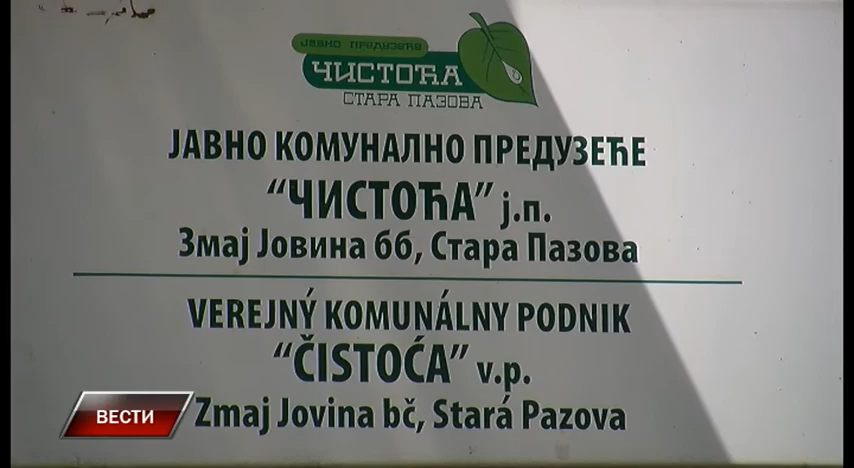 ЈАВНО ПРЕДУЗЕЋЕ
ЧИСТОЋА
СТАРА ПАЗОВА
ЈАВНО КОМУНАЛНО ПРЕДУЗЕЋЕ
“ЧИСТОЋА” ј.п.
Змај Јовина бб, Стара Пазова
VEREJNÝ KOMUNÁLNY PODNIK
“ČISTOĆA” v.p.
Zmaj Jovina bč, Stará Pazova
ВЕСТИ